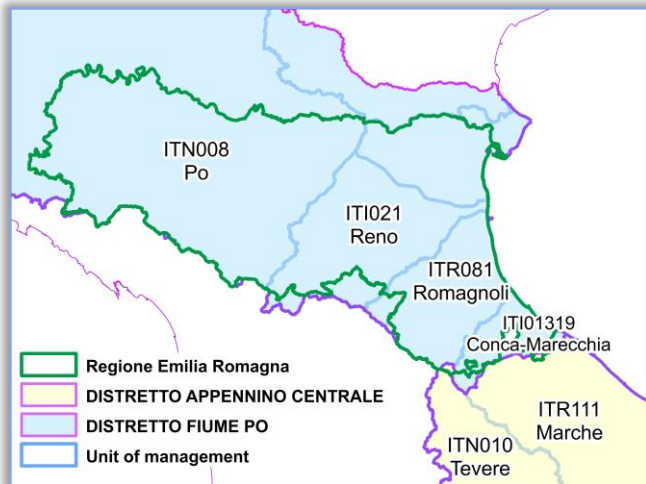 ITN008
Po
ITI021
Reno
ITR081
Romagnoli
ITI01319
Conca-Marecchia
ITR111
Marche
ITN010
Tevere
Regione Emilia Romagna
DISTRETTO APPENNINO CENTRALE
DISTRETTO FIUME PO
Unit of management